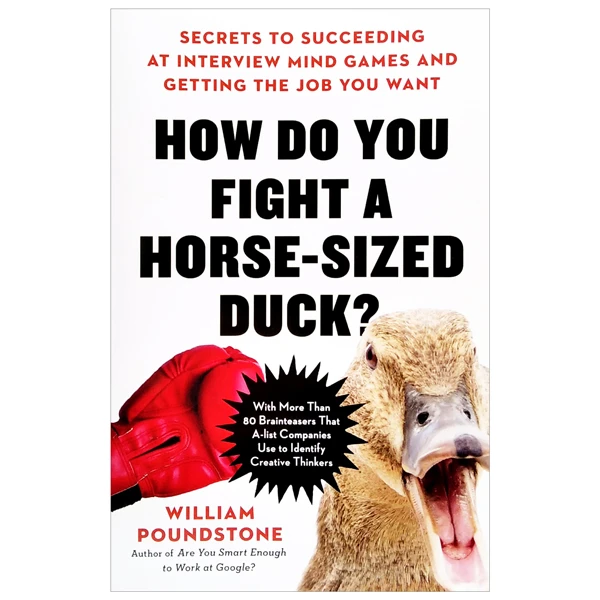 SECRETS TO SUCCEEDING
AT INTERVIEW MIND GAMES AND
GETTING THE JOB YOU WANT
HOW DO YOU
FIGHT A
HORSE-SIZED
DUCK?
With More Than
80 Brainteasers That
A-list Companies
Use to Identify
Creative Thinkers
WILLIAM
POUNDSTONE
Author of Are You Smart Enough
to Work at Google?